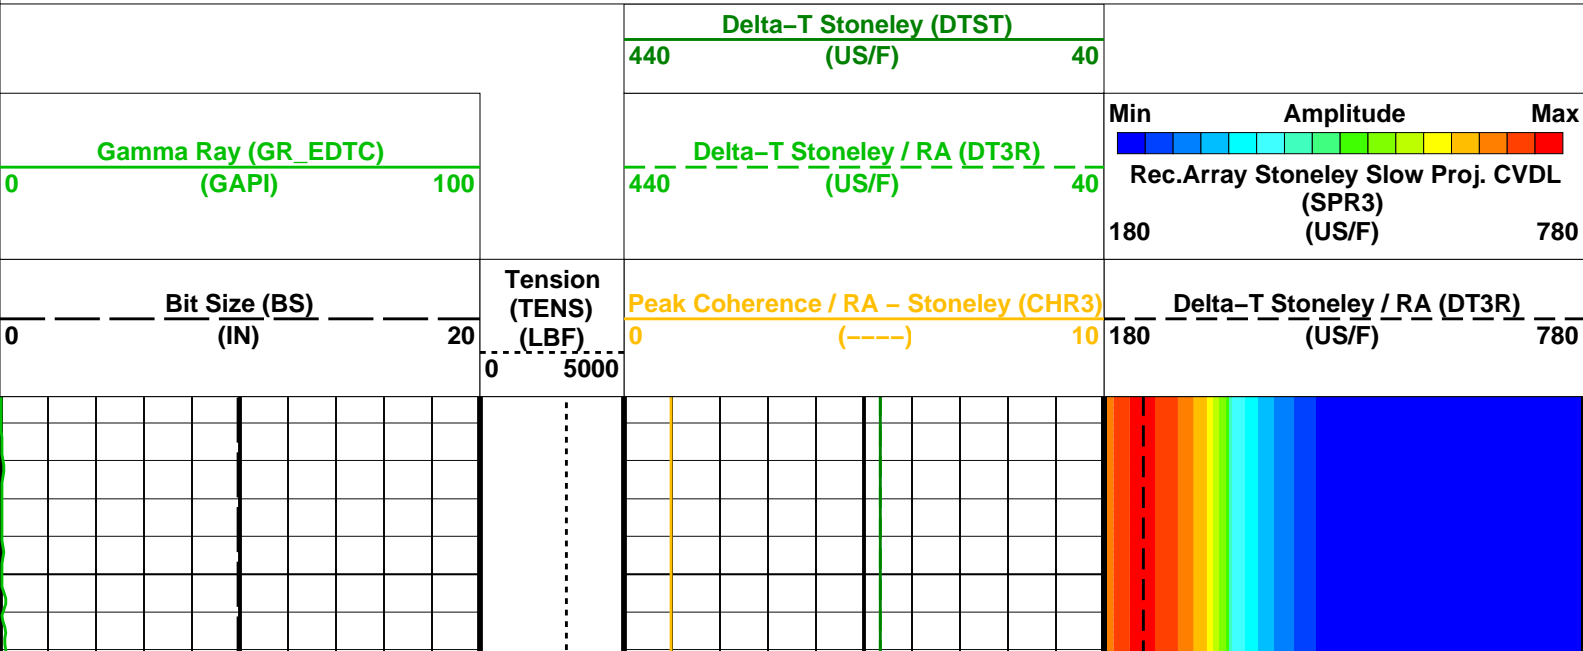 Delta−T Stoneley (DTST)
440 (US/F) 40
Gamma Ray (GR_EDTC)
0 (GAPI) 100
Delta−T Stoneley / RA (DT3R)
440 (US/F) 40
Min Amplitude Max
Rec.Array Stoneley Slow Proj. CVDL
(SPR3)
180 (US/F) 780
Bit Size (BS)
0 (IN) 20
Tension
(TENS)
(LBF)
0 5000
Peak Coherence / RA − Stoneley (CHR3)
0 (−−−−) 10
Delta−T Stoneley / RA (DT3R)
180 (US/F) 780